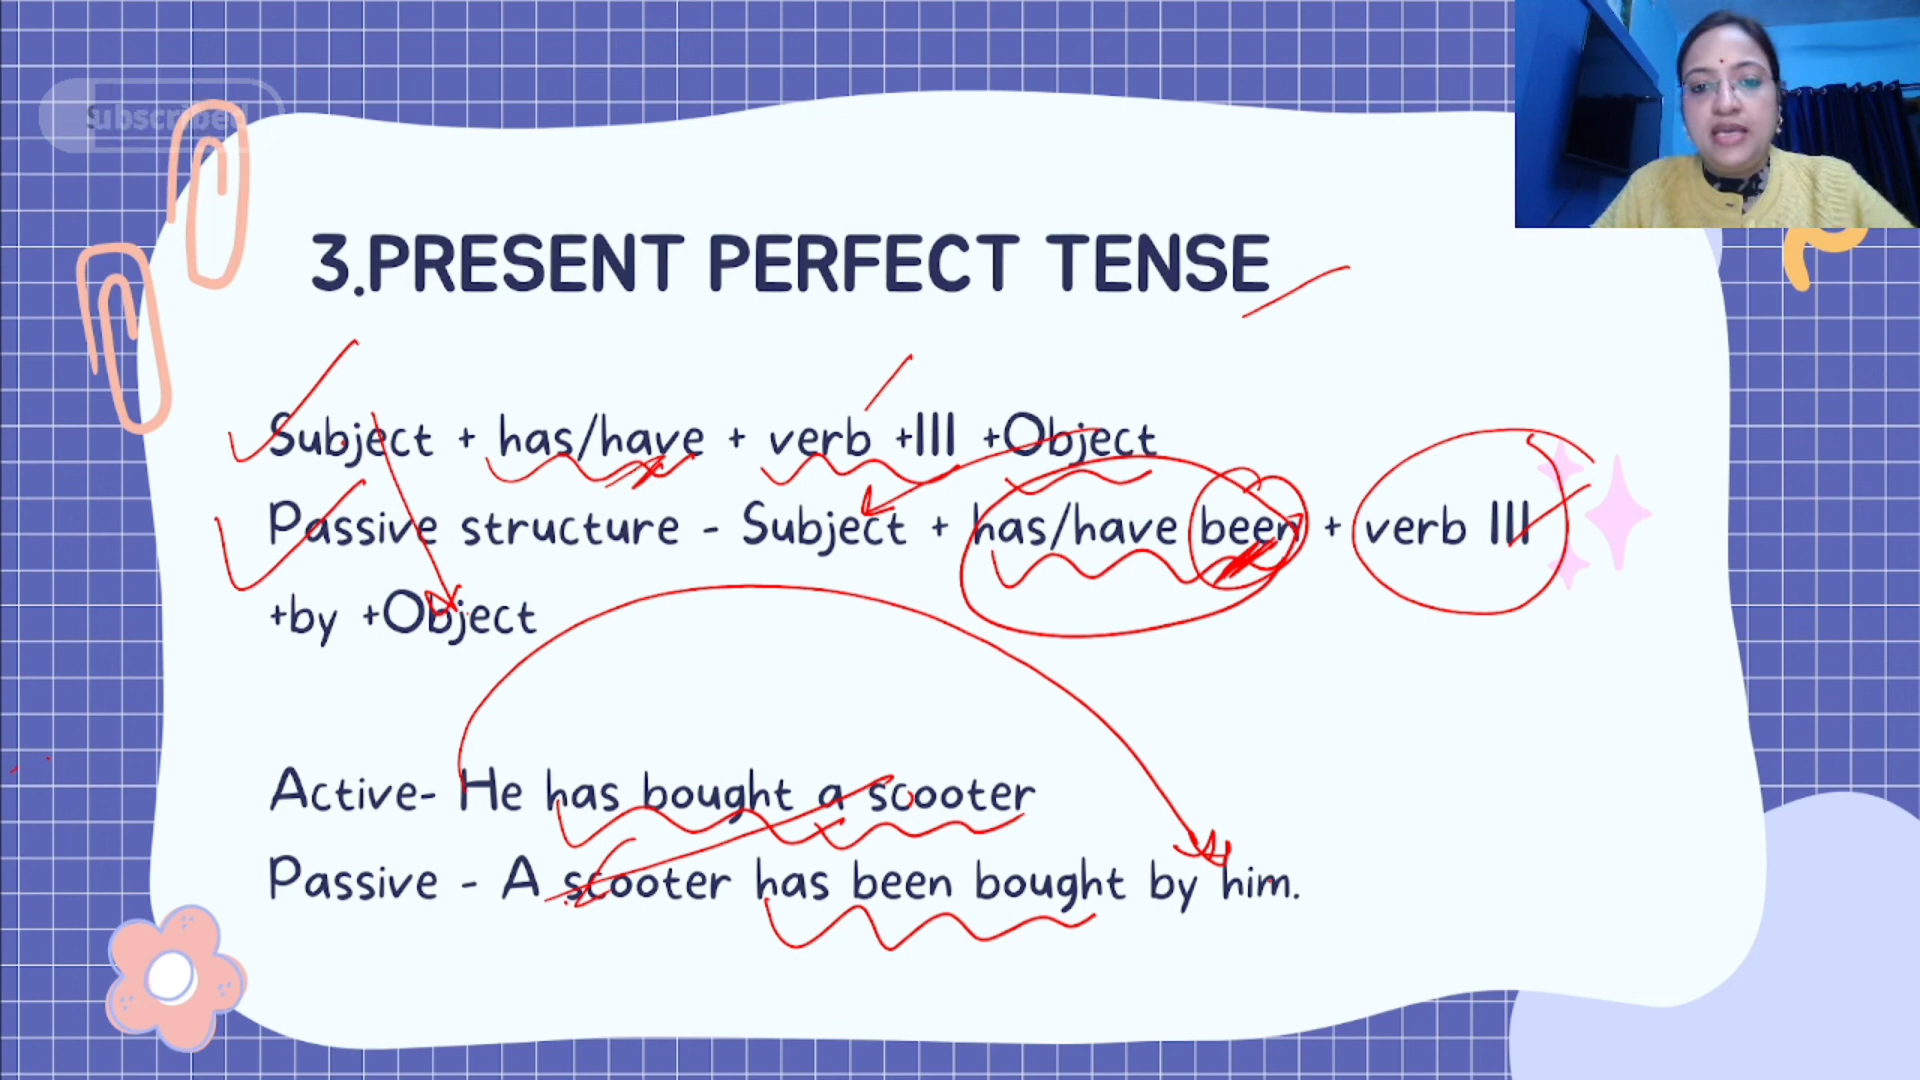 Subscribed
3.PRESENT PERFECT TENSE
Subject + has/have + verb +III +Object
Passive structure - Subject + has/have been + verb III
+by +Object
Active- He has bought a scooter
Passive - A scooter has been bought by him.